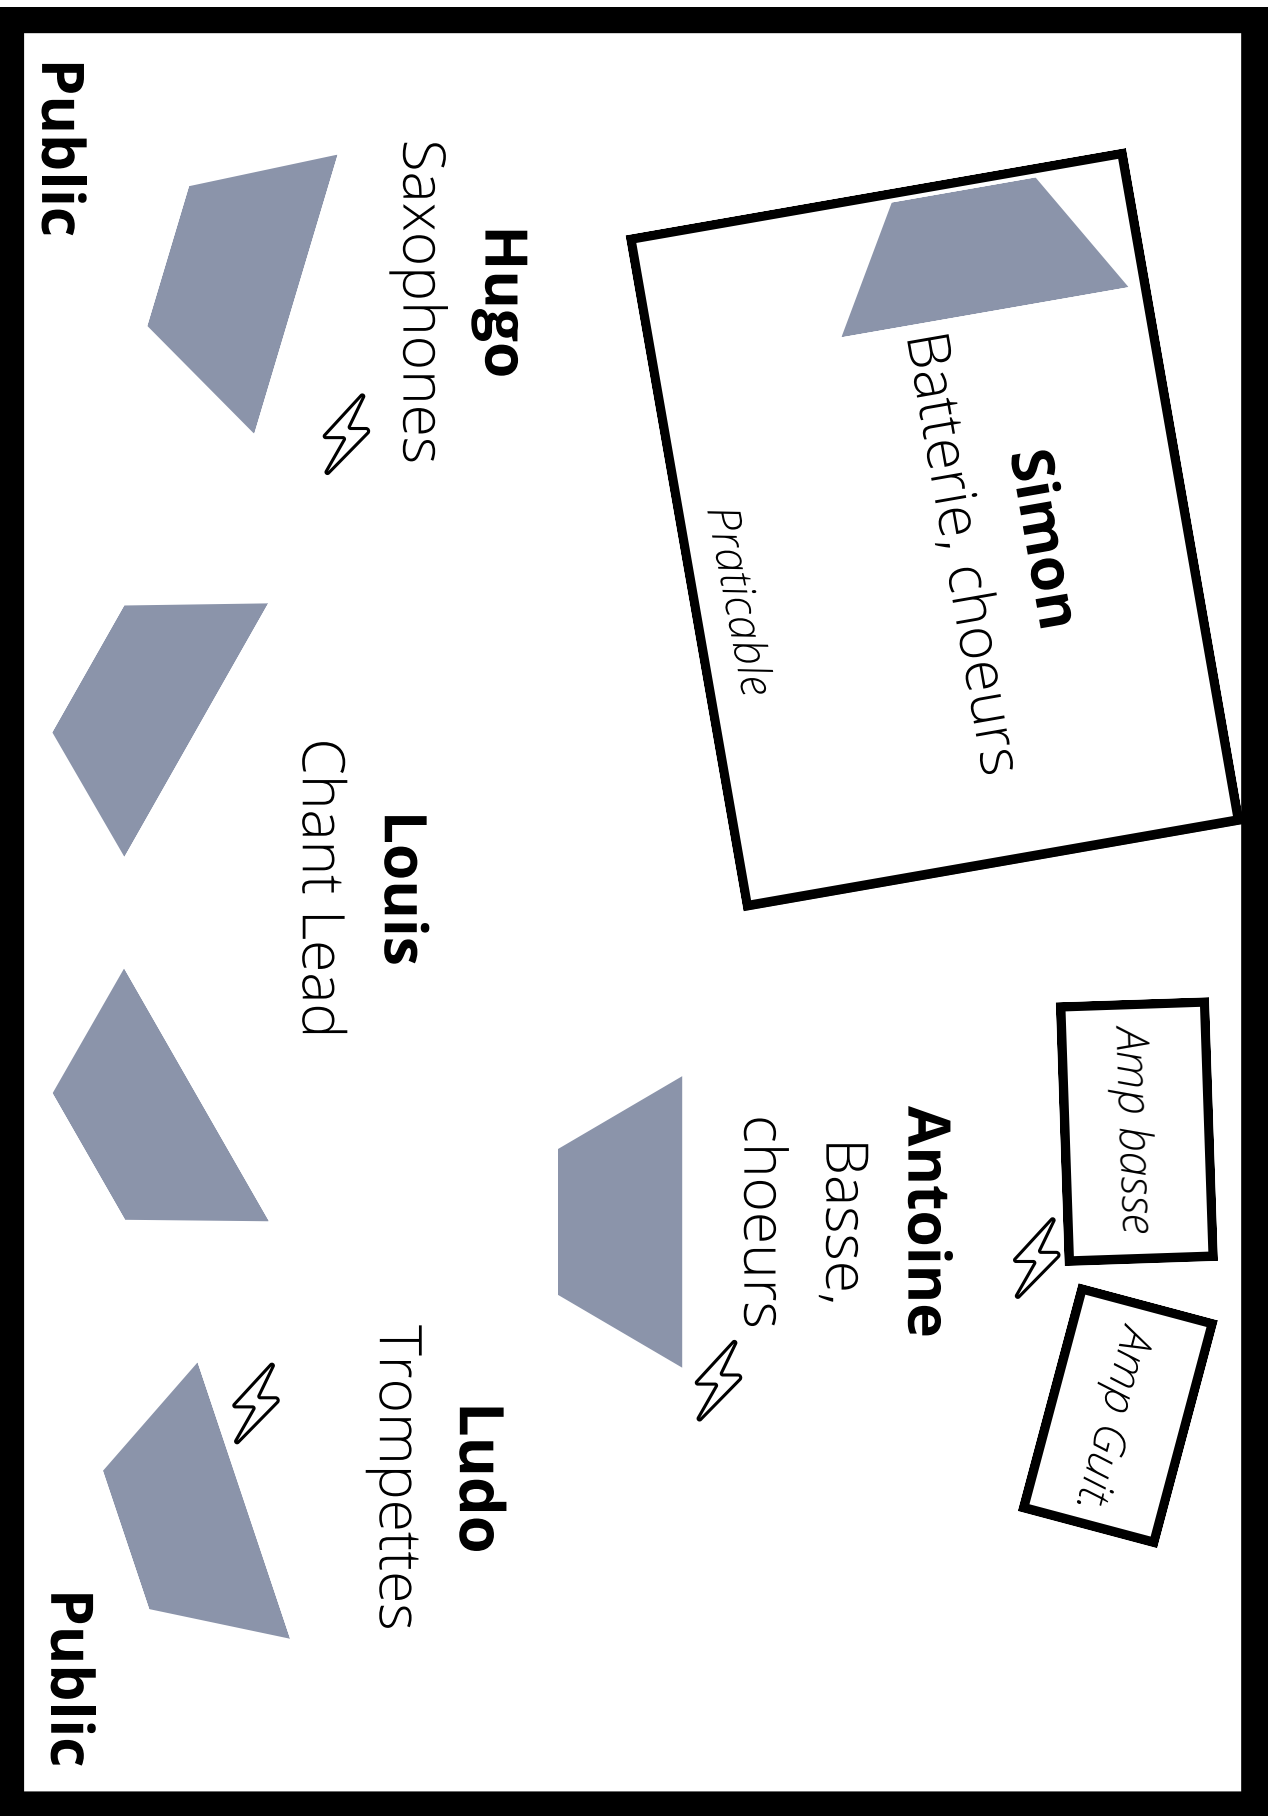 Simon
Batterie, choeurs
Praticable
Amp basse
Amp Guit.
Antoine
Basse,
choeurs
Hugo
Saxophones
Louis
Chant Lead
Ludo
Trompettes
Public
Public